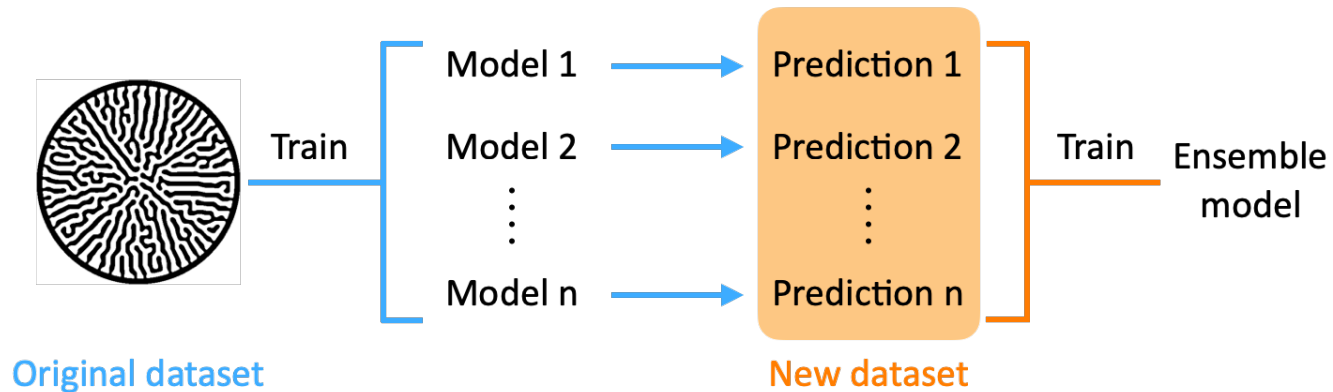 Train
Model 1
Prediction 1
Model 2
Prediction 2
Model n
Prediction n
Train
Ensemble
model
Original dataset
New dataset